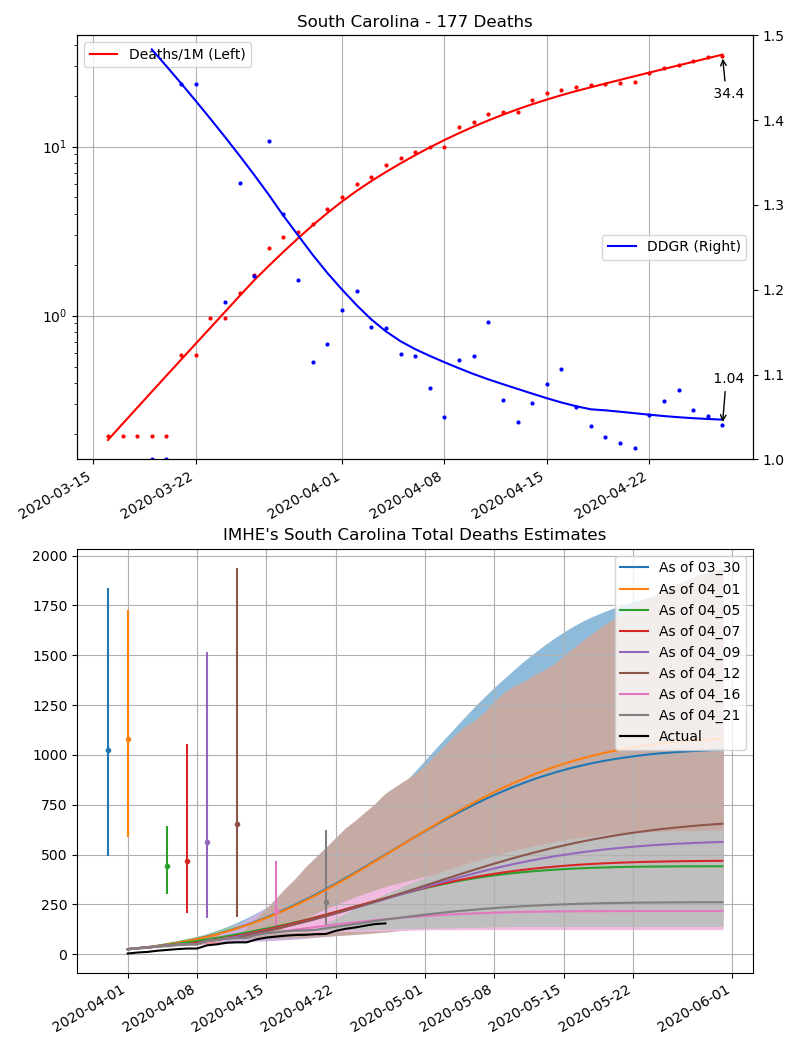 South Carolina - 177 Deaths
Deaths/1M (Left)
DDGR (Right)
34.4
1.04
10¹
10⁰
1.5
1.4
1.3
1.2
1.1
1.0
2020-03-15
2020-03-22
2020-04-01
2020-04-08
2020-04-15
2020-04-22
IMHE's South Carolina Total Deaths Estimates
2000
1750
1500
1250
1000
750
500
250
0
As of 03_30
As of 04_01
As of 04_05
As of 04_07
As of 04_09
As of 04_12
As of 04_16
As of 04_21
Actual
2020-04-01
2020-04-08
2020-04-15
2020-04-22
2020-05-01
2020-05-08
2020-05-15
2020-05-22
2020-06-01